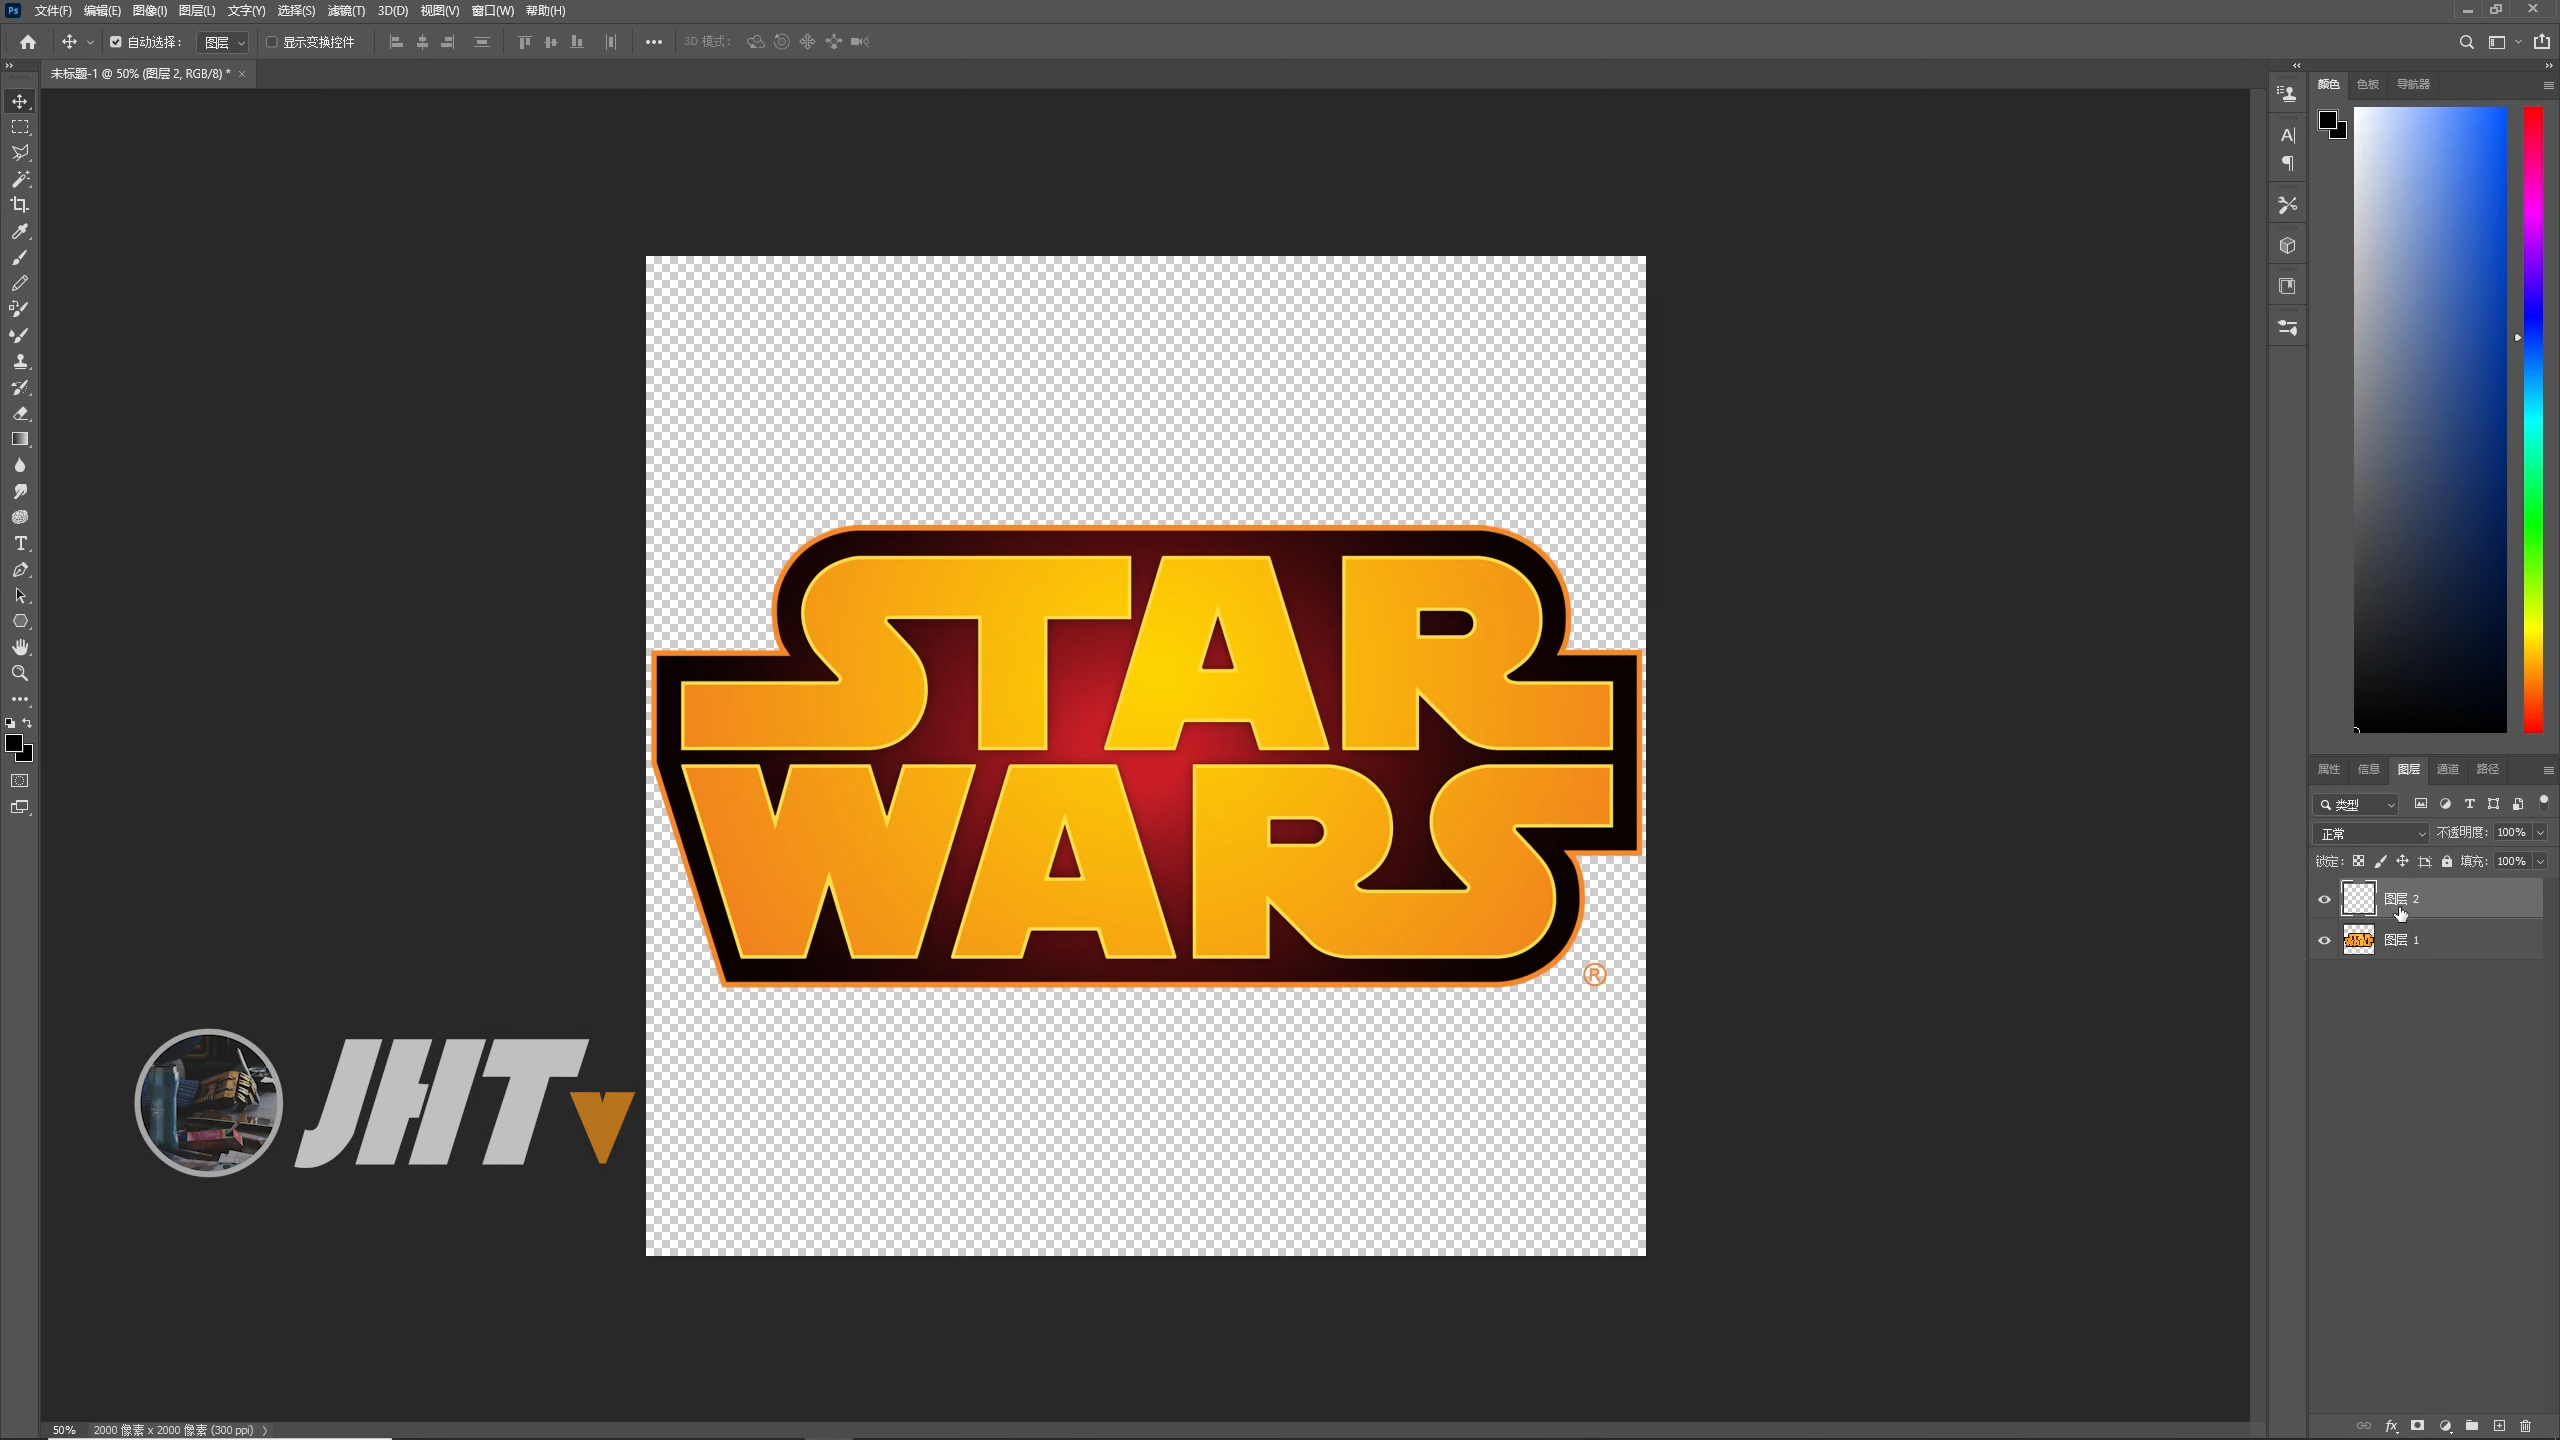 Ps 文件(F) 编辑(E) 图像(I) 图层(L) 文字(Y) 选择(S) 滤镜(T) 3D(D) 视图(V) 窗口(W) 帮助(H)
自动选择： 图层 显示变换控件 3D 模式：
未标题-1 @ 50% (图层 2, RGB/8) *
颜色 色板 导航器
STAR
WARS
®
JHTV
属性 信息 图层 通道 路径
类型
正常 不透明度： 100%
锁定： 填充： 100%
图层 2
图层 1
50% 2000 像素 x 2000 像素 (300 ppi)